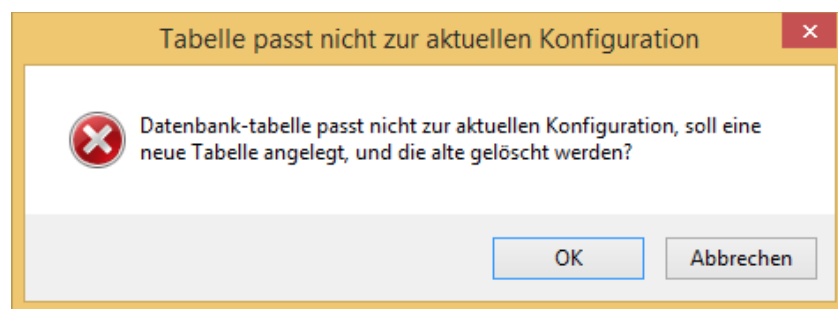 Tabelle passt nicht zur aktuellen Konfiguration
Datenbank-tabelle passt nicht zur aktuellen Konfiguration, soll eine
neue Tabelle angelegt, und die alte gelöscht werden?
OK
Abbrechen